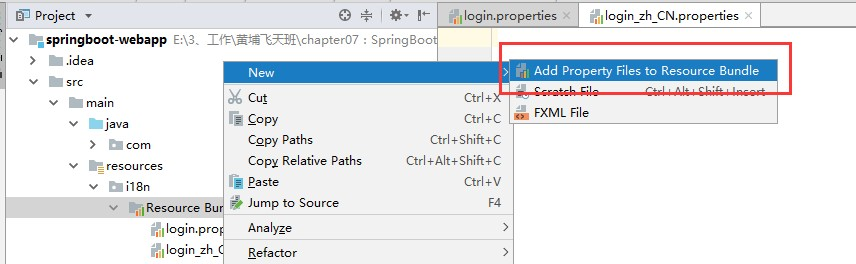 Project
login.properties
login_zh_CN.properties
springboot-webapp E:\3、工作\黄埔飞天班\chapter07：SpringBoot
.idea
src
main
java
com
resources
i18n
Resource Bun
login.prop
login_zh_C
New
Cut Ctrl+X
Copy Ctrl+C
Copy Paths Ctrl+Shift+C
Copy Relative Paths Ctrl+Alt+Shift+C
Paste Ctrl+V
Jump to Source F4
Analyze
Refactor
Add Property Files to Resource Bundle
Scratch File Ctrl+Alt+Shift+Insert
FXML File